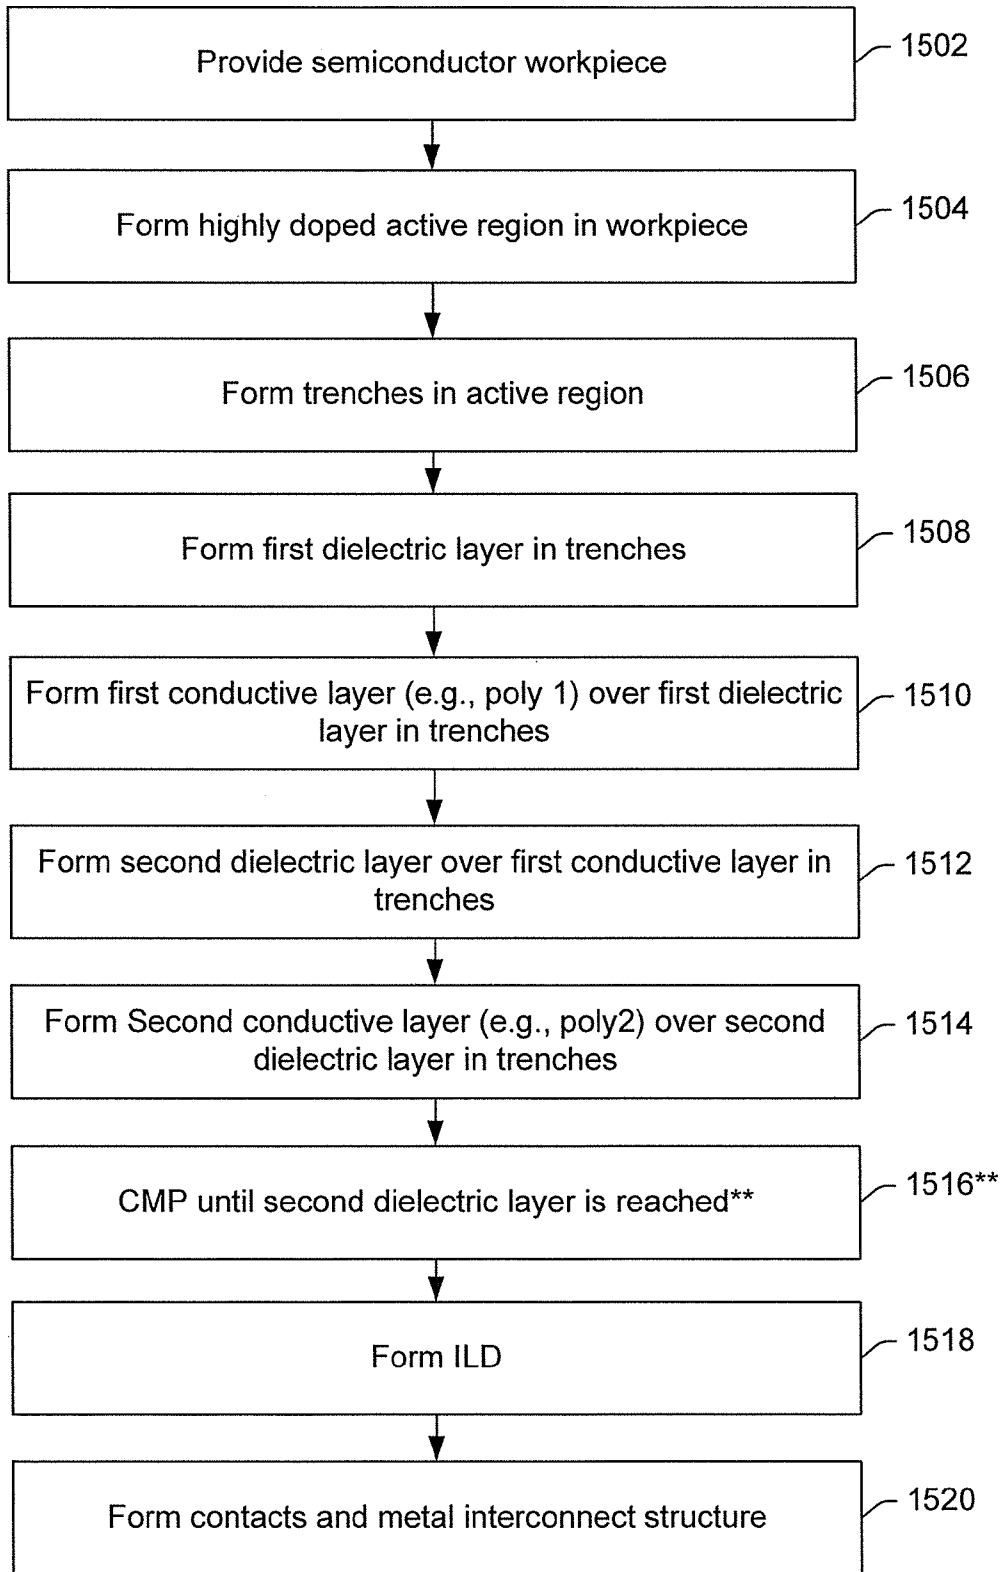 Provide semiconductor workpiece
1502
Form highly doped active region in workpiece
1504
Form trenches in active region
1506
Form first dielectric layer in trenches
1508
Form first conductive layer (e.g., poly 1) over first dielectric
layer in trenches
1510
Form second dielectric layer over first conductive layer in
trenches
1512
Form Second conductive layer (e.g., poly2) over second
dielectric layer in trenches
1514
CMP until second dielectric layer is reached**
1516**
Form ILD
1518
Form contacts and metal interconnect structure
1520